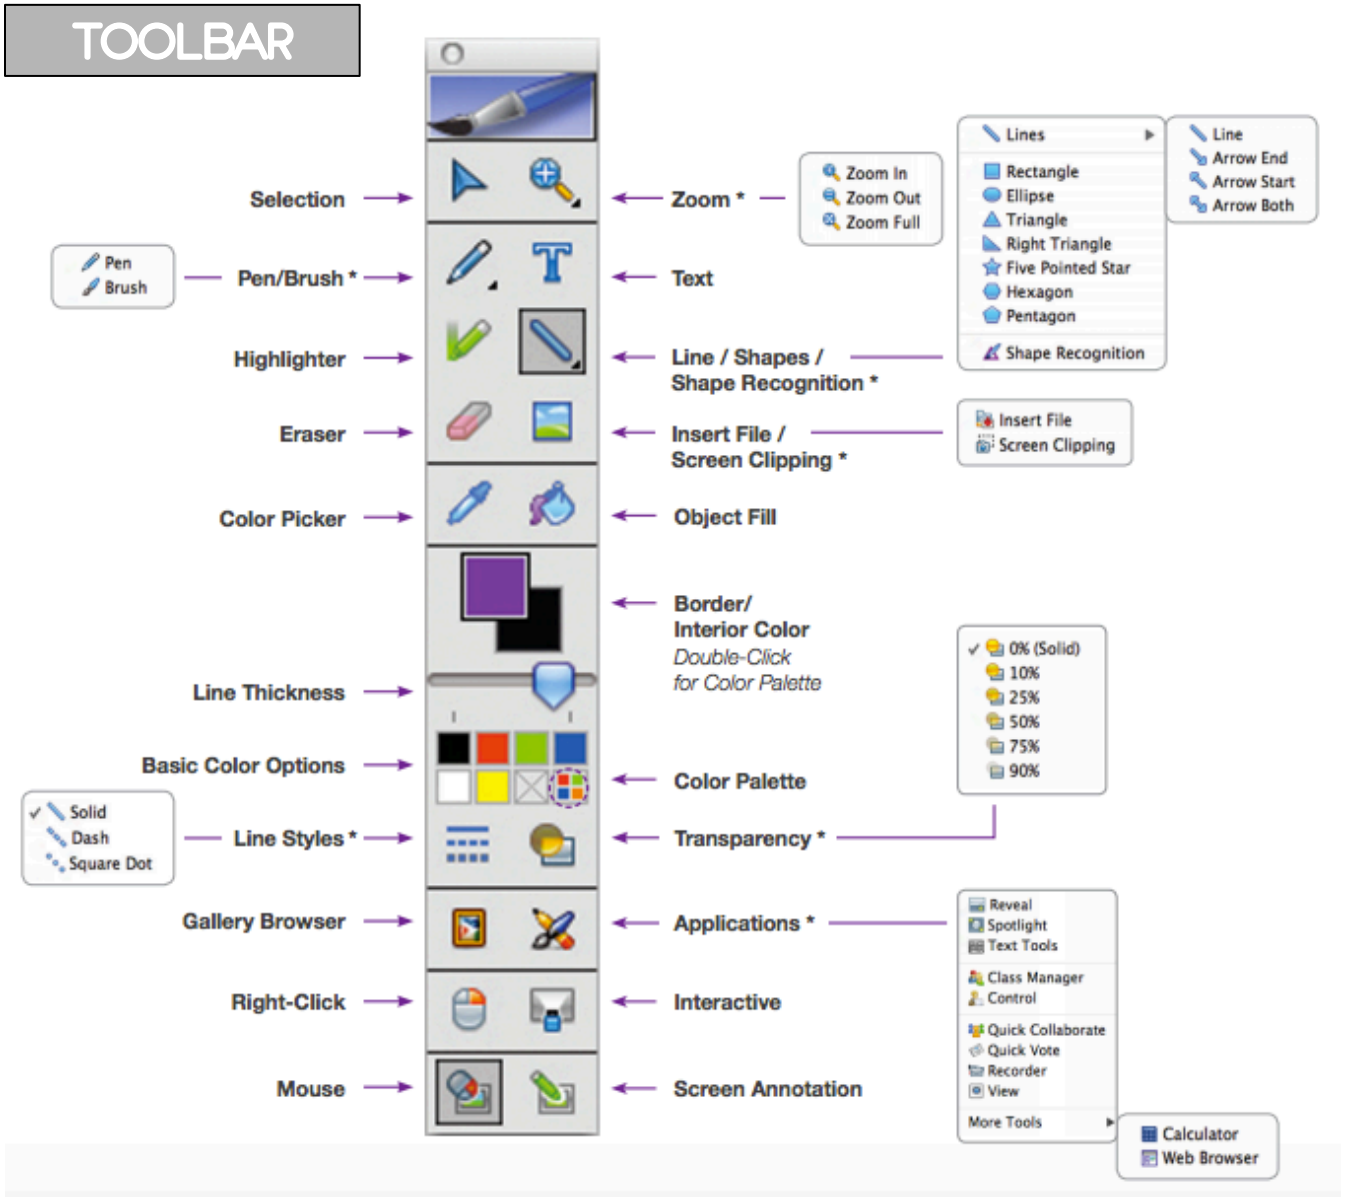 TOOLBAR
Selection
Zoom *
Zoom In
Zoom Out
Zoom Full
Lines
Rectangle
Ellipse
Triangle
Right Triangle
Five Pointed Star
Hexagon
Pentagon
Shape Recognition
Line
Arrow End
Arrow Start
Arrow Both
Pen
Brush
Pen/Brush *
Text
Highlighter
Line / Shapes /
Shape Recognition *
Eraser
Insert File /
Screen Clipping *
Insert File
Screen Clipping
Color Picker
Object Fill
Border/
Interior Color
Double-Click
for Color Palette
0% (Solid)
10%
25%
50%
75%
90%
Line Thickness
Basic Color Options
Color Palette
Solid
Dash
Square Dot
Line Styles *
Transparency *
Gallery Browser
Applications *
Reveal
Spotlight
Text Tools
Class Manager
Control
Quick Collaborate
Quick Vote
Recorder
View
More Tools
Calculator
Web Browser
Right-Click
Interactive
Mouse
Screen Annotation